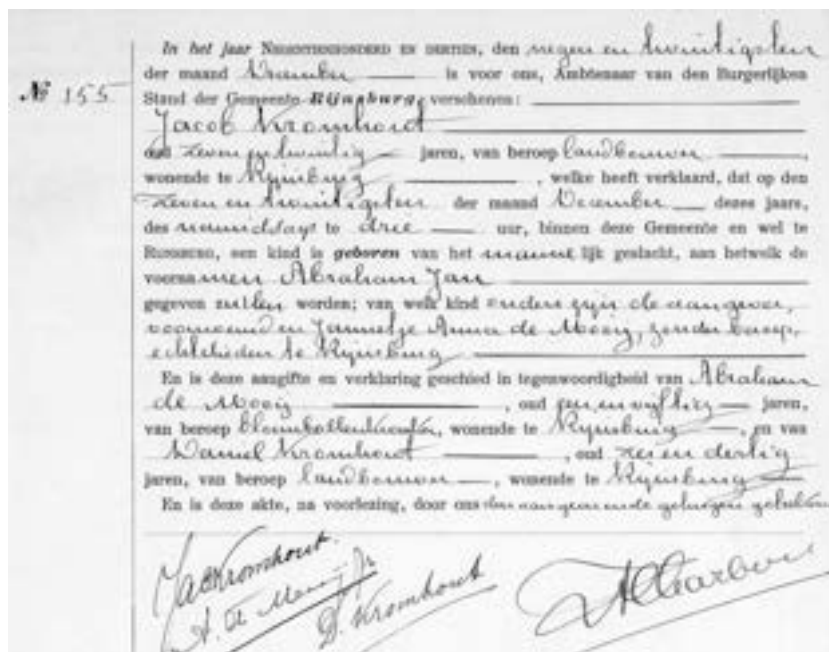 In het jaar NEGENTIENHONDERD EN DERTIEN, den negen en twintigsten
der maand December is voor ons, Ambtenaar van den Burgerlijken
№ 155
Stand der Gemeente Rijnsburg, verschenen:
Jacob Kromhout
oud zeven en twintig jaren, van beroep landbouwer,
wonende te Rijnsburg, welke heeft verklaard, dat op den
zeven en twintigsten der maand December dezes jaars,
des namiddags te drie uur, binnen deze Gemeente en wel te
RIJNSBURG, een kind is geboren van het mannelijk geslacht, aan hetwelk de
voornamen Abraham Jan
gegeven zullen worden; van welk kind ouders zijn de aangever,
voornoemd en Jannetje Anna de Mooij, zonder beroep,
echtelieden te Rijnsburg
En is deze aangifte en verklaring geschied in tegenwoordigheid van Abraham
de Mooij, oud en vijftig jaren,
van beroep bloembollenkweeker, wonende te Rijnsburg, en van
Daniel Kromhout, oud zes en dertig
jaren, van beroep landbouwer, wonende te Rijnsburg
En is deze akte, na voorlezing, door ons den aangever en de getuigen geteekend
Jac Kromhout.
A. de Mooij Jz
D. Kromhout